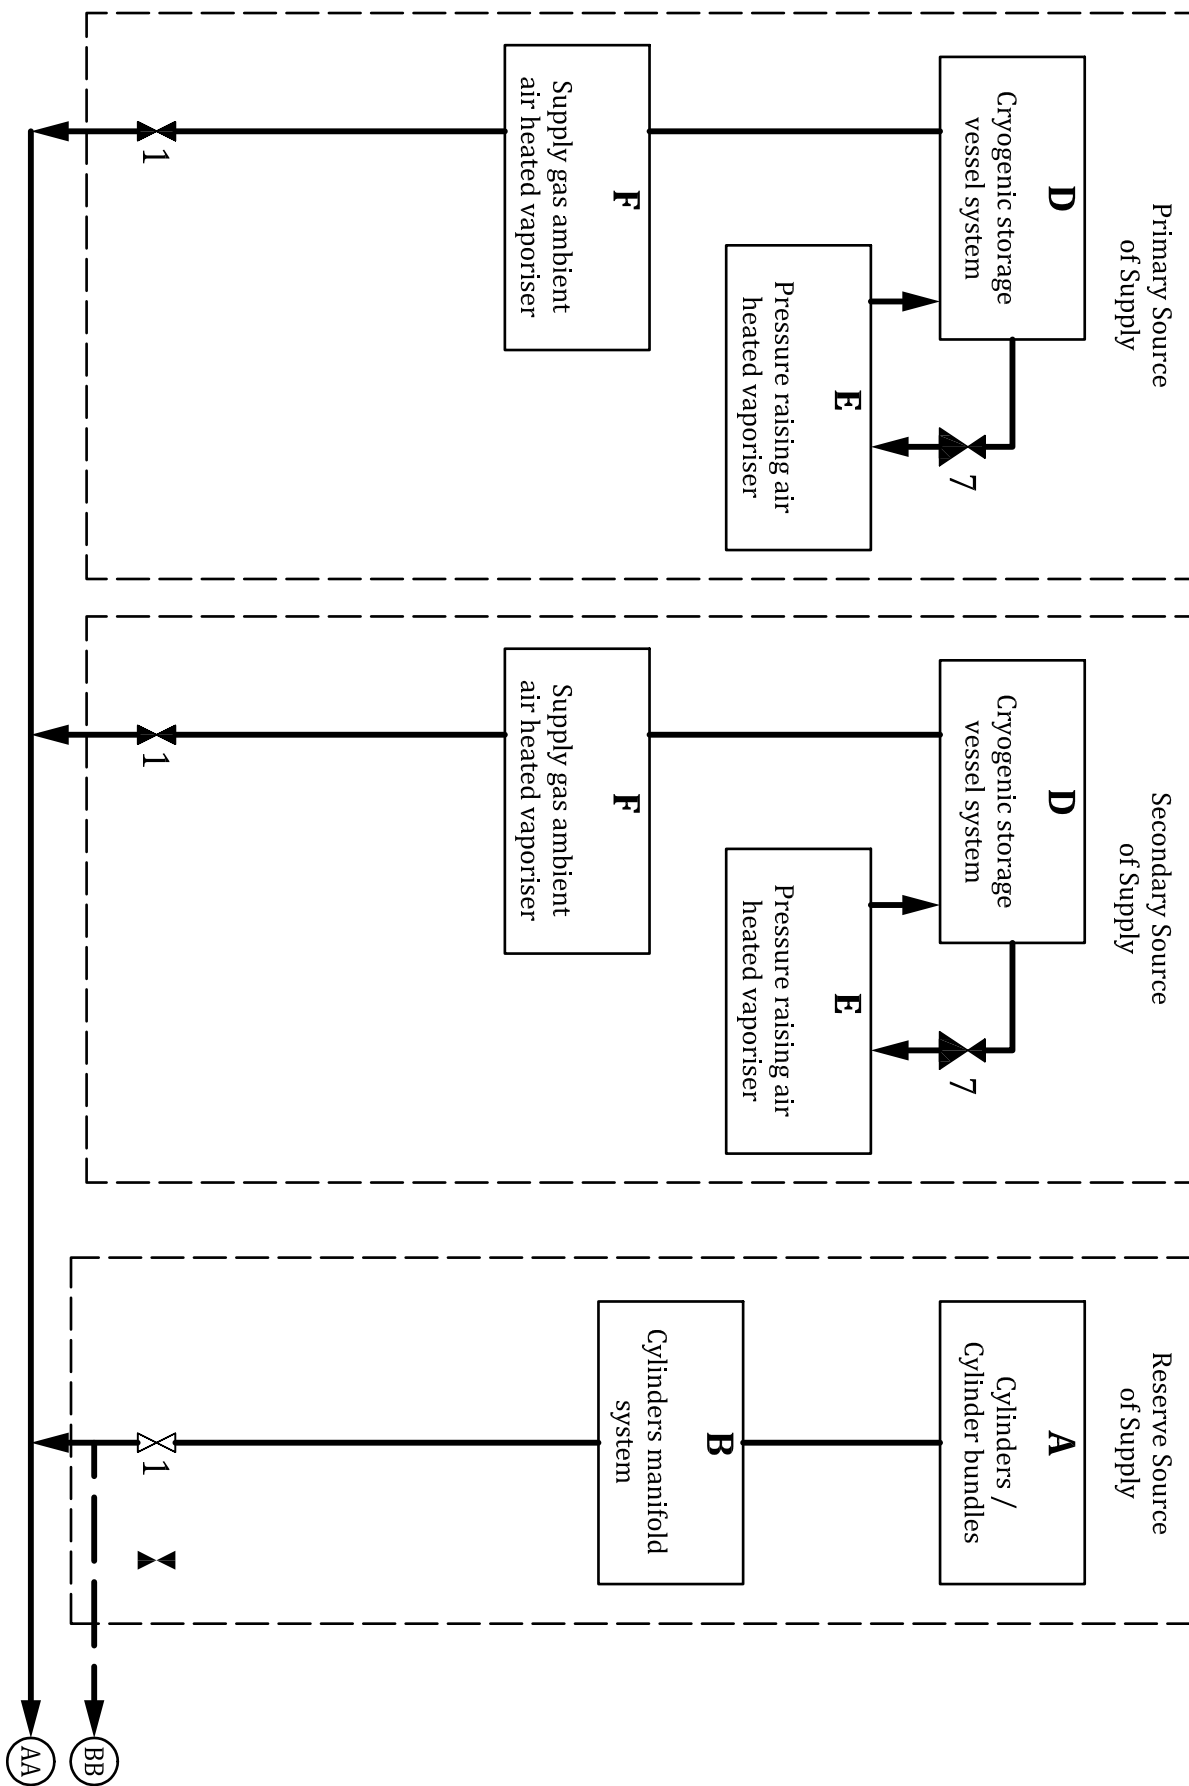 Primary Source
of Supply
D
Cryogenic storage
vessel system
7
E
Pressure raising air
heated vaporiser
F
Supply gas ambient
air heated vaporiser
1
Secondary Source
of Supply
D
Cryogenic storage
vessel system
7
E
Pressure raising air
heated vaporiser
F
Supply gas ambient
air heated vaporiser
1
Reserve Source
of Supply
A
Cylinders /
Cylinder bundles
B
Cylinders manifold
system
1
BB
AA